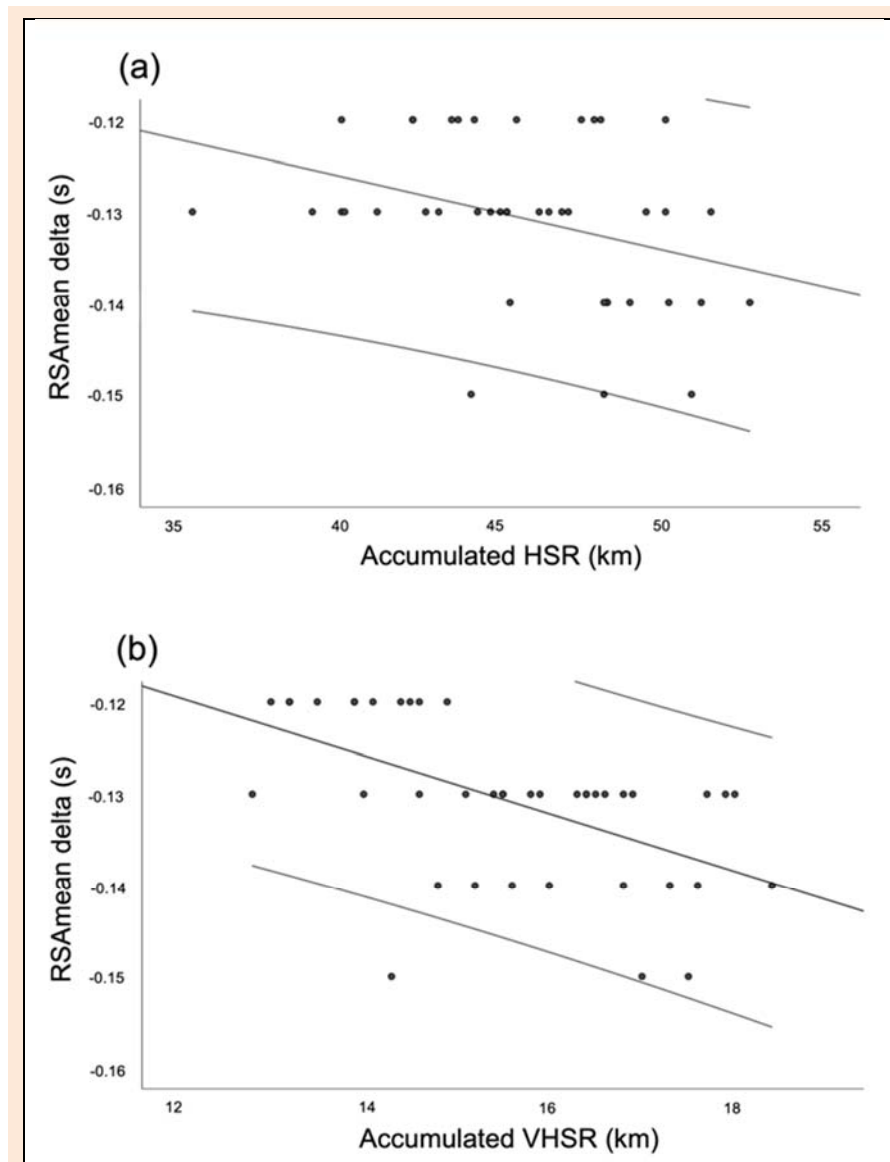 (a)
RSAmean delta (s)
-0.12
-0.13
-0.14
-0.15
-0.16
35 40 45 50 55
Accumulated HSR (km)
(b)
RSAmean delta (s)
-0.12
-0.13
-0.14
-0.15
-0.16
12 14 16 18
Accumulated VHSR (km)